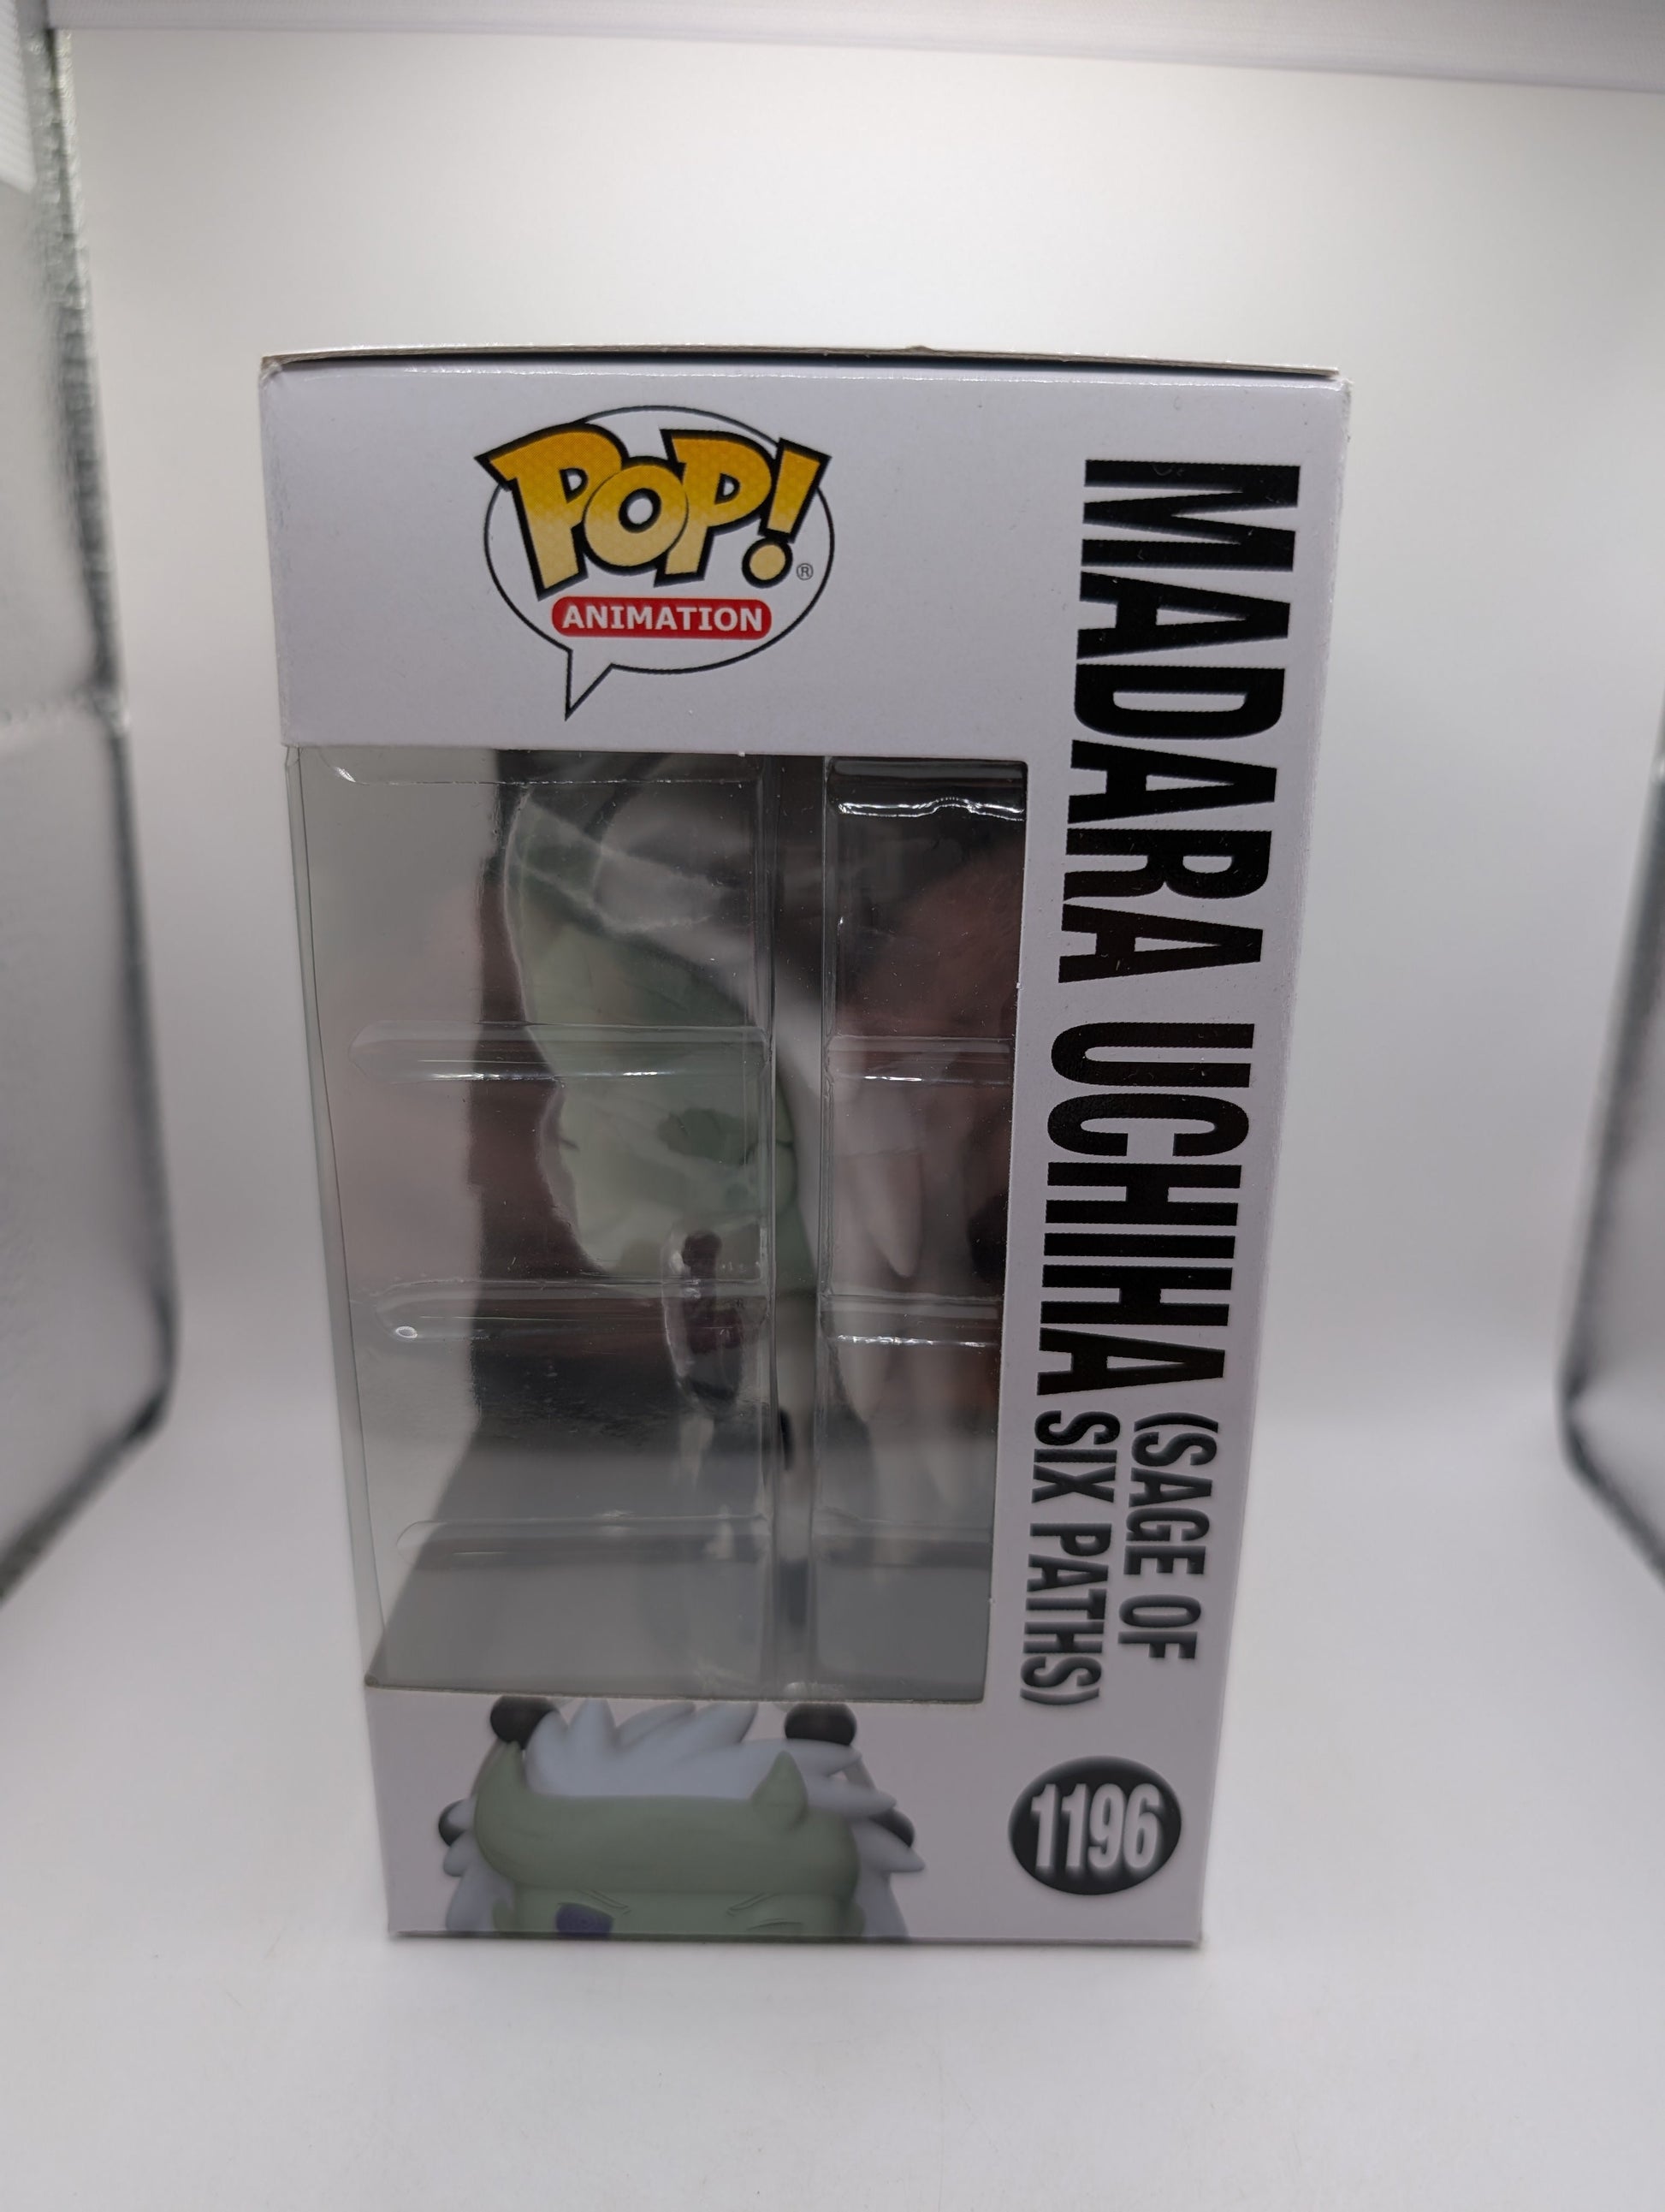 POP!®
ANIMATION
MADARA UCHIHA
(SAGE OF
SIX PATHS)
1196